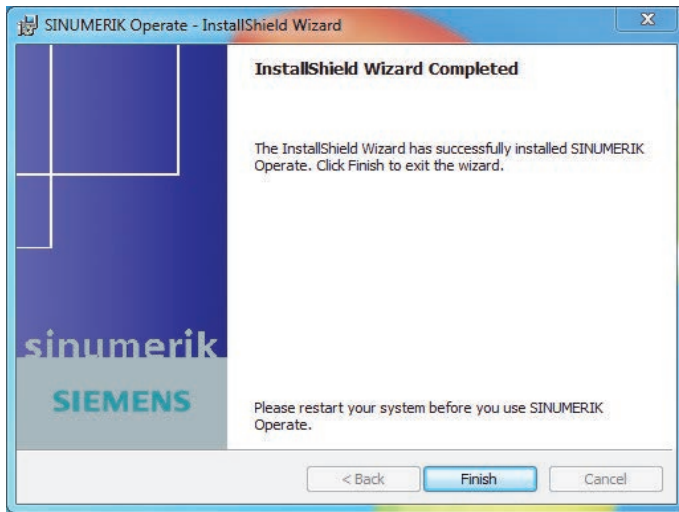 SINUMERIK Operate - InstallShield Wizard
X
InstallShield Wizard Completed
The InstallShield Wizard has successfully installed SINUMERIK
Operate. Click Finish to exit the wizard.
sinumerik
SIEMENS
Please restart your system before you use SINUMERIK
Operate.
< Back
Finish
Cancel